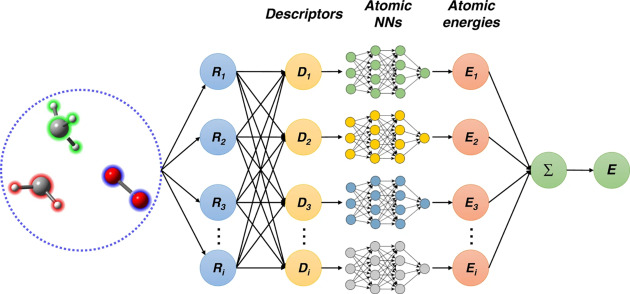 Descriptors
Atomic
NNs
Atomic
energies
R1 D1 E1
R2 D2 E2
R3 D3 E3
Ri Di Ei
Σ E